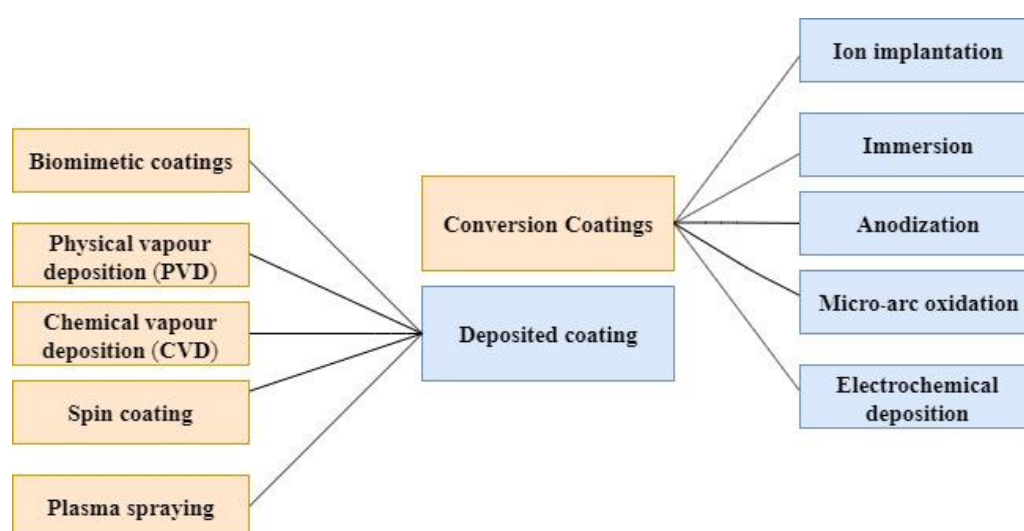 Biomimetic coatings
Physical vapour
deposition (PVD)
Chemical vapour
deposition (CVD)
Spin coating
Plasma spraying
Conversion Coatings
Deposited coating
Ion implantation
Immersion
Anodization
Micro-arc oxidation
Electrochemical
deposition